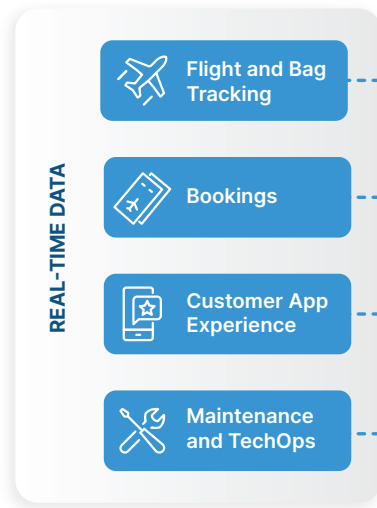 REAL-TIME DATA
Flight and Bag
Tracking
Bookings
Customer App
Experience
Maintenance
and TechOps